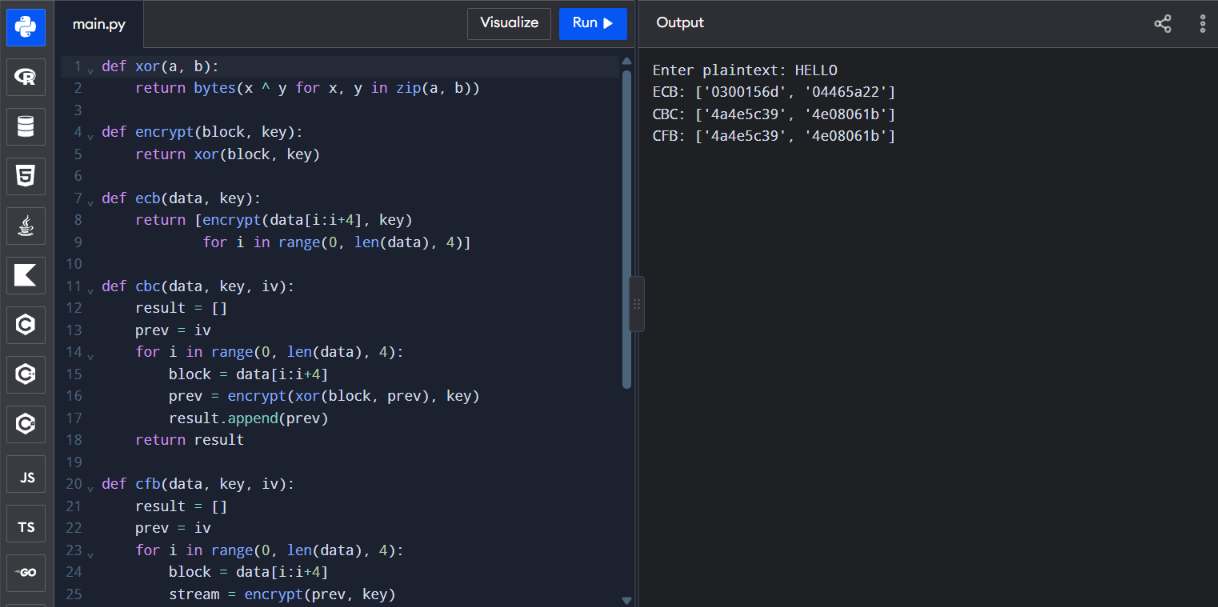 main.py
Visualize
Run
Output
1 def xor(a, b):
2     return bytes(x ^ y for x, y in zip(a, b))
3
4 def encrypt(block, key):
5     return xor(block, key)
6
7 def ecb(data, key):
8     return [encrypt(data[i:i+4], key)
9             for i in range(0, len(data), 4)]
10
11 def cbc(data, key, iv):
12     result = []
13     prev = iv
14     for i in range(0, len(data), 4):
15         block = data[i:i+4]
16         prev = encrypt(xor(block, prev), key)
17         result.append(prev)
18     return result
19
20 def cfb(data, key, iv):
21     result = []
22     prev = iv
23     for i in range(0, len(data), 4):
24         block = data[i:i+4]
25         stream = encrypt(prev, key)
Enter plaintext: HELLO
ECB: ['0300156d', '04465a22']
CBC: ['4a4e5c39', '4e08061b']
CFB: ['4a4e5c39', '4e08061b']
R
5
C
C
C
JS
TS
GO